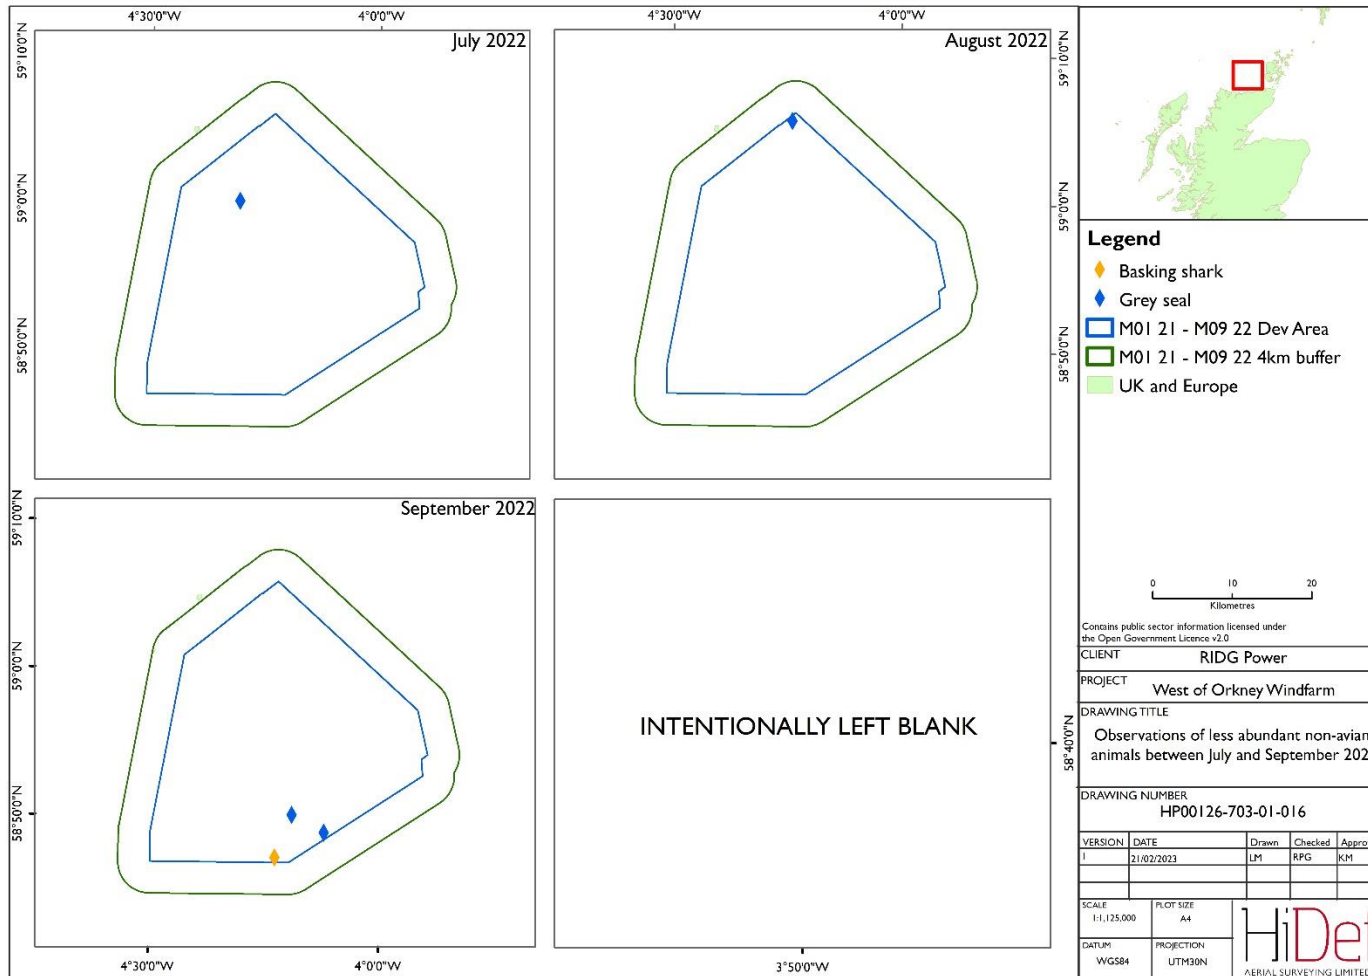 4°30'0"W 4°0'0"W 4°30'0"W 4°0'0"W
July 2022
August 2022
59°10'0"N
59°0'0"N
58°50'0"N
59°10'0"N
59°0'0"N
58°50'0"N
September 2022
59°10'0"N
59°0'0"N
58°50'0"N
4°30'0"W 4°0'0"W
INTENTIONALLY LEFT BLANK
58°40'0"N
3°50'0"W
Legend
Basking shark
Grey seal
M01 21 - M09 22 Dev Area
M01 21 - M09 22 4km buffer
UK and Europe
0 10 20
Kilometres
Contains public sector information licensed under
the Open Government Licence v2.0
CLIENT RIDG Power
PROJECT West of Orkney Windfarm
DRAWING TITLE
Observations of less abundant non-avian
animals between July and September 202
DRAWING NUMBER
HP00126-703-01-016
VERSION DATE Drawn Checked Appro
1 21/02/2023 LM RPG KM
SCALE PLOT SIZE
1:1,125,000 A4
DATUM PROJECTION
WGS84 UTM30N
HiDef
AERIAL SURVEYING LIMITED